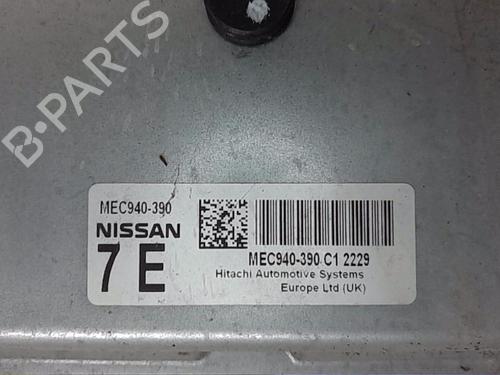 B-PARTS
MEC940-390
NISSAN
7 E
MEC940-390 C1 2229
Hitachi Automotive Systems
Europe Ltd (UK)